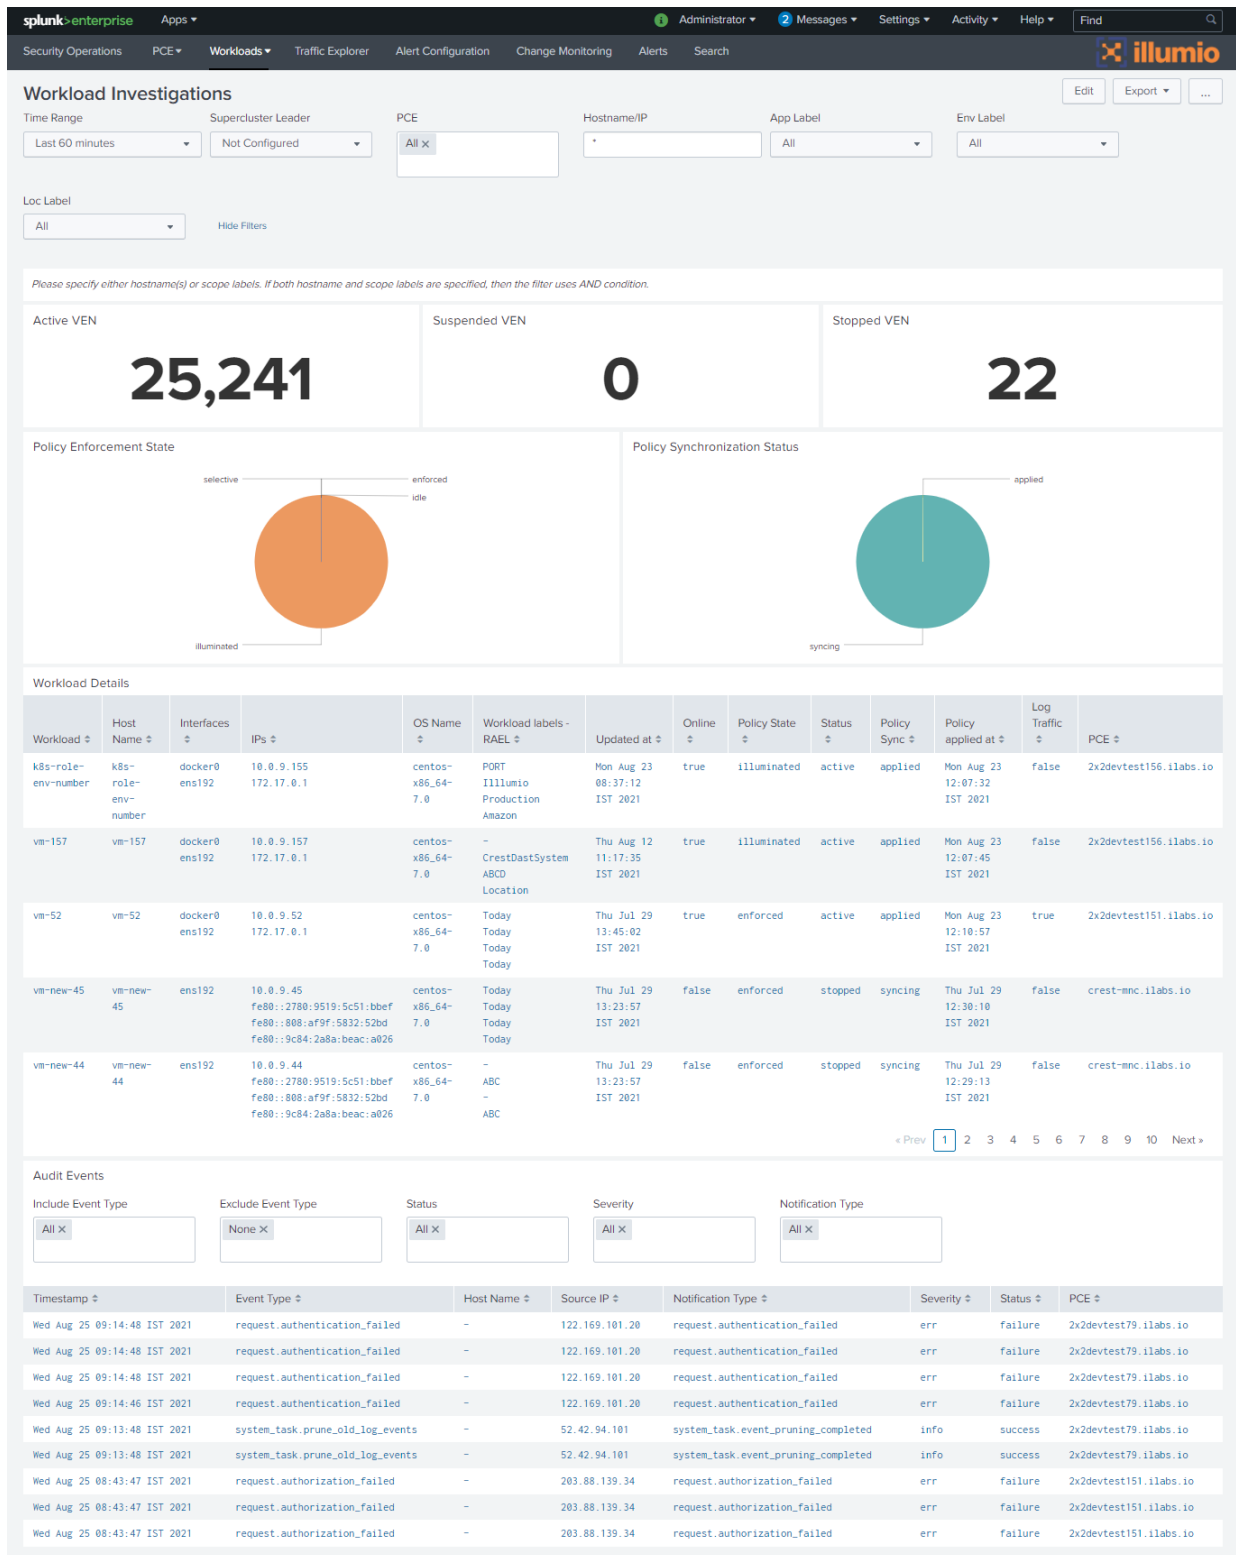 splunk>enterprise Apps ▾ i Administrator ▾ 2 Messages ▾ Settings ▾ Activity ▾ Help ▾ Find
Security Operations PCE ▾ Workloads ▾ Traffic Explorer Alert Configuration Change Monitoring Alerts Search illumio
Workload Investigations Edit Export ▾ ...
Time Range Supercluster Leader PCE Hostname/IP App Label Env Label
Last 60 minutes Not Configured All × * All All
Loc Label
All Hide Filters
Please specify either hostname(s) or scope labels. If both hostname and scope labels are specified, then the filter uses AND condition.
Active VEN Suspended VEN Stopped VEN
25,241 0 22
Policy Enforcement State Policy Synchronization Status
selective enforced applied
idle
illuminated syncing
Workload Details
Log
Host Interfaces OS Name Workload labels - Online Policy State Status Policy Policy Traffic
Workload Name IPs RAEL Updated at Sync applied at PCE
k8s-role- k8s- docker0 10.0.9.155 centos- PORT Mon Aug 23 true illuminated active applied Mon Aug 23 false 2x2devtest156.ilabs.io
env-number role- ens192 172.17.0.1 x86_64- Illlumio 08:37:12 12:07:32
env- 7.0 Production IST 2021 IST 2021
number Amazon
vm-157 vm-157 docker0 10.0.9.157 centos- - Thu Aug 12 true illuminated active applied Mon Aug 23 false 2x2devtest156.ilabs.io
ens192 172.17.0.1 x86_64- CrestDastSystem 11:17:35 12:07:45
7.0 ABCD IST 2021 IST 2021
Location
vm-52 vm-52 docker0 10.0.9.52 centos- Today Thu Jul 29 true enforced active applied Mon Aug 23 true 2x2devtest151.ilabs.io
ens192 172.17.0.1 x86_64- Today 13:45:02 12:10:57
7.0 Today IST 2021 IST 2021
Today
vm-new-45 vm-new- ens192 10.0.9.45 centos- Today Thu Jul 29 false enforced stopped syncing Thu Jul 29 false crest-mnc.ilabs.io
45 fe80::2780:9519:5c51:bbef x86_64- Today 13:23:57 12:30:10
fe80::808:af9f:5832:52bd 7.0 Today IST 2021 IST 2021
fe80::9c84:2a8a:beac:a026 Today
vm-new-44 vm-new- ens192 10.0.9.44 centos- - Thu Jul 29 false enforced stopped syncing Thu Jul 29 false crest-mnc.ilabs.io
44 fe80::2780:9519:5c51:bbef x86_64- ABC 13:23:57 12:29:13
fe80::808:af9f:5832:52bd 7.0 - IST 2021 IST 2021
fe80::9c84:2a8a:beac:a026 ABC
« Prev 1 2 3 4 5 6 7 8 9 10 Next »
Audit Events
Include Event Type Exclude Event Type Status Severity Notification Type
All × None × All × All × All ×
Timestamp Event Type Host Name Source IP Notification Type Severity Status PCE
Wed Aug 25 09:14:48 IST 2021 request.authentication_failed - 122.169.101.20 request.authentication_failed err failure 2x2devtest79.ilabs.io
Wed Aug 25 09:14:48 IST 2021 request.authentication_failed - 122.169.101.20 request.authentication_failed err failure 2x2devtest79.ilabs.io
Wed Aug 25 09:14:48 IST 2021 request.authentication_failed - 122.169.101.20 request.authentication_failed err failure 2x2devtest79.ilabs.io
Wed Aug 25 09:14:46 IST 2021 request.authentication_failed - 122.169.101.20 request.authentication_failed err failure 2x2devtest79.ilabs.io
Wed Aug 25 09:13:48 IST 2021 system_task.prune_old_log_events - 52.42.94.101 system_task.event_pruning_completed info success 2x2devtest79.ilabs.io
Wed Aug 25 09:13:48 IST 2021 system_task.prune_old_log_events - 52.42.94.101 system_task.event_pruning_completed info success 2x2devtest79.ilabs.io
Wed Aug 25 08:43:47 IST 2021 request.authorization_failed - 203.88.139.34 request.authorization_failed err failure 2x2devtest151.ilabs.io
Wed Aug 25 08:43:47 IST 2021 request.authorization_failed - 203.88.139.34 request.authorization_failed err failure 2x2devtest151.ilabs.io
Wed Aug 25 08:43:47 IST 2021 request.authorization_failed - 203.88.139.34 request.authorization_failed err failure 2x2devtest151.ilabs.io